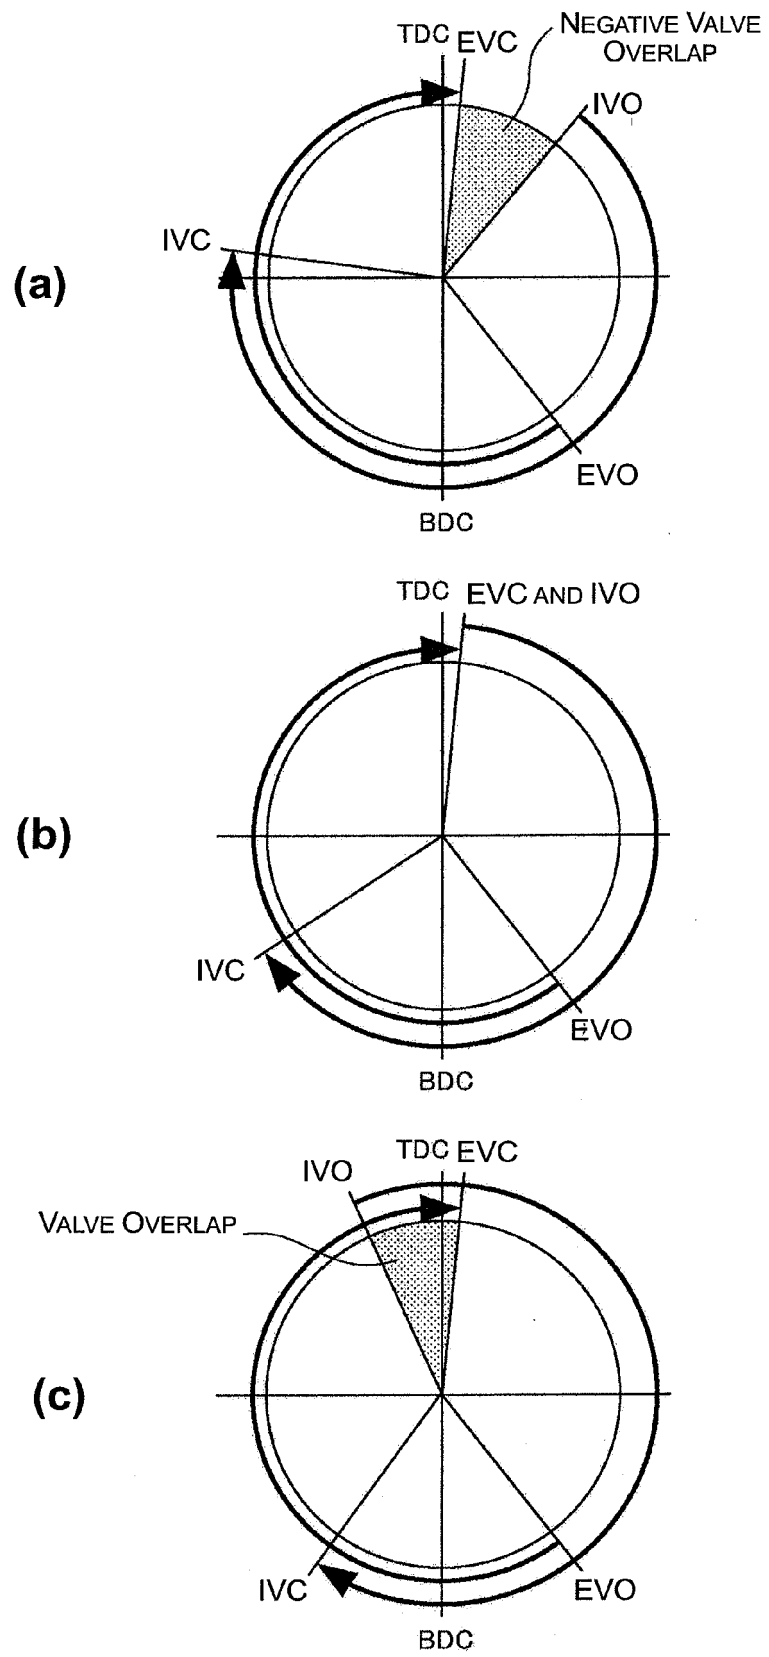 TDC EVC
NEGATIVE VALVE
OVERLAP
IVO
IVC
(a)
EVO
BDC
TDC EVC AND IVO
(b)
IVC
EVO
BDC
TDC EVC
IVO
VALVE OVERLAP
(c)
IVC
EVO
BDC